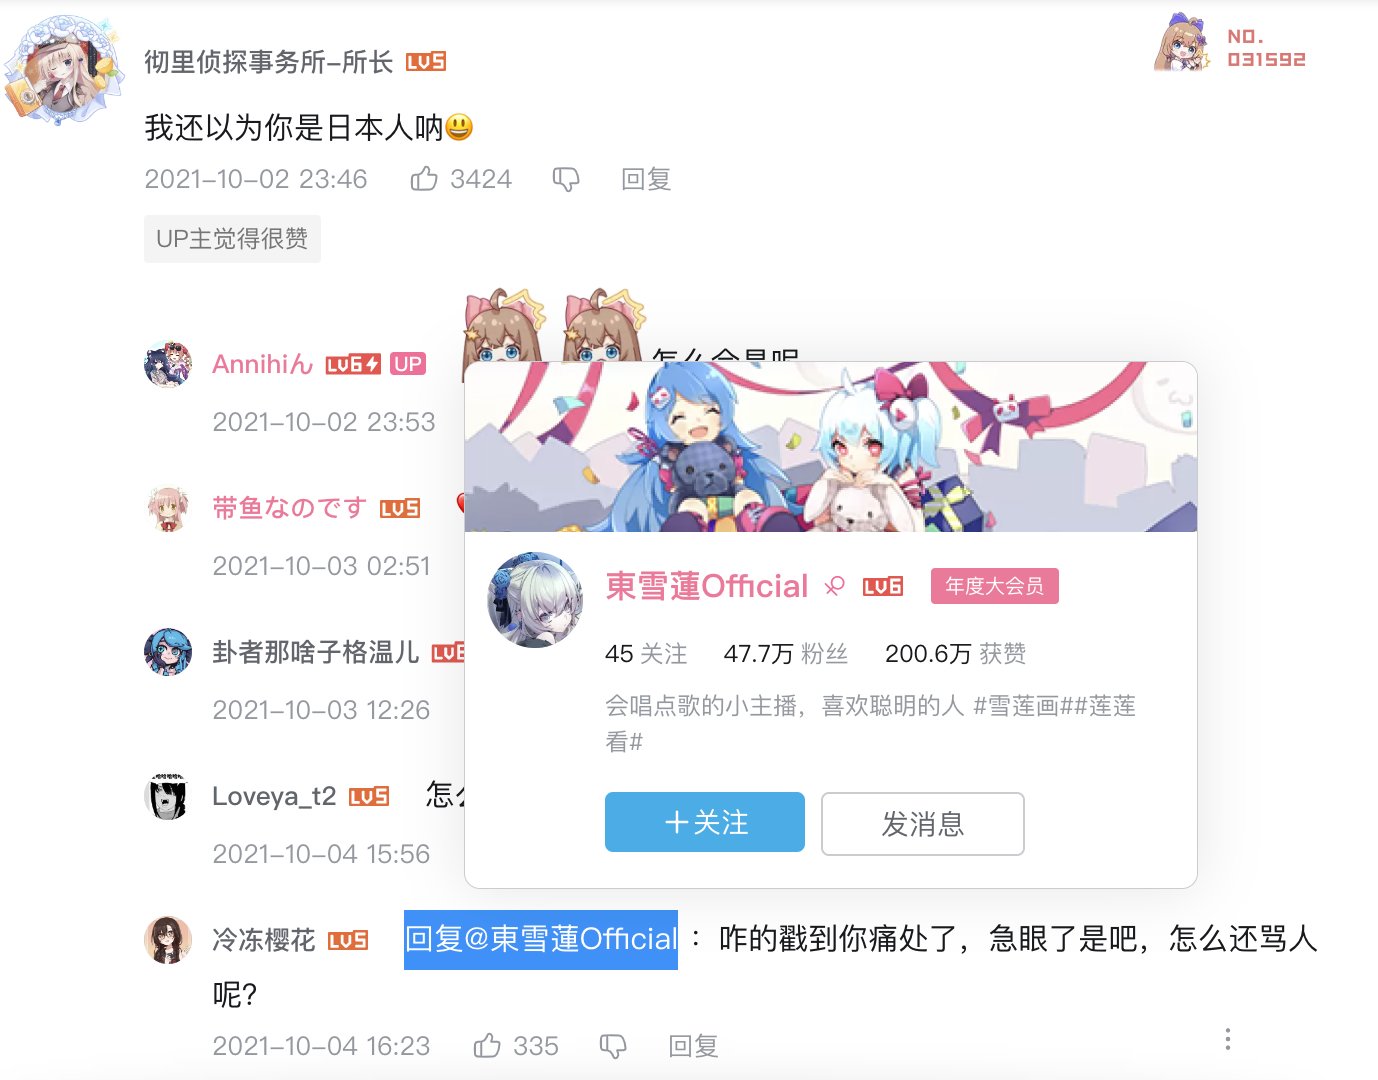 彻里侦探事务所-所长 LV5
NO.
031592
我还以为你是日本人呐
2021-10-02 23:46 3424 回复
UP主觉得很赞
Annihiん LV6 UP 怎么会是呢
2021-10-02 23:53
带鱼なのです LV5
2021-10-03 02:51
卦者那啥子格温儿 LV6
2021-10-03 12:26
Loveya_t2 LV5 怎么
2021-10-04 15:56
東雪蓮Official LV6 年度大会员
45 关注 47.7万 粉丝 200.6万 获赞
会唱点歌的小主播，喜欢聪明的人 #雪莲画##莲莲
看#
+关注 发消息
冷冻樱花 LV5 回复@東雪蓮Official ：咋的戳到你痛处了，急眼了是吧，怎么还骂人
呢？
2021-10-04 16:23 335 回复